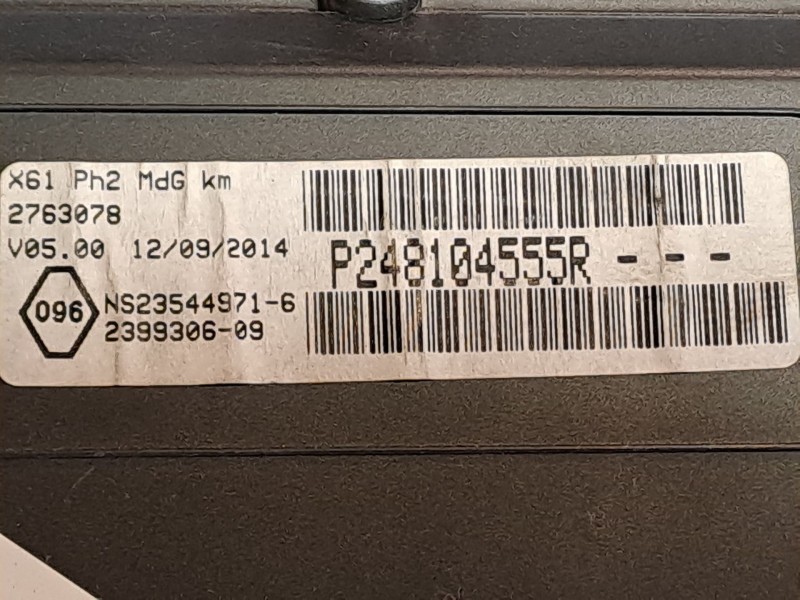 X61 Ph2 MdG km
2763078
V05.00 12/09/2014
P248104555R - - -
096
NS23544971-6
2399306-09